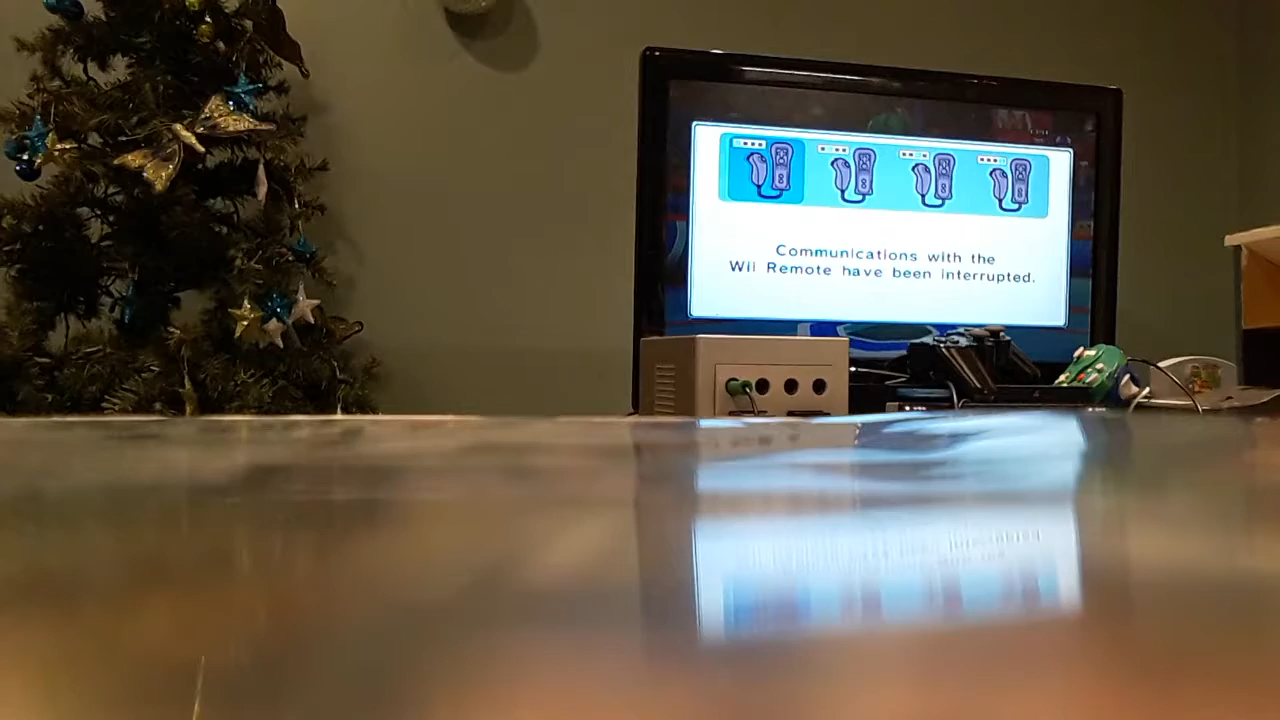 Communications with the
Wii Remote have been interrupted.